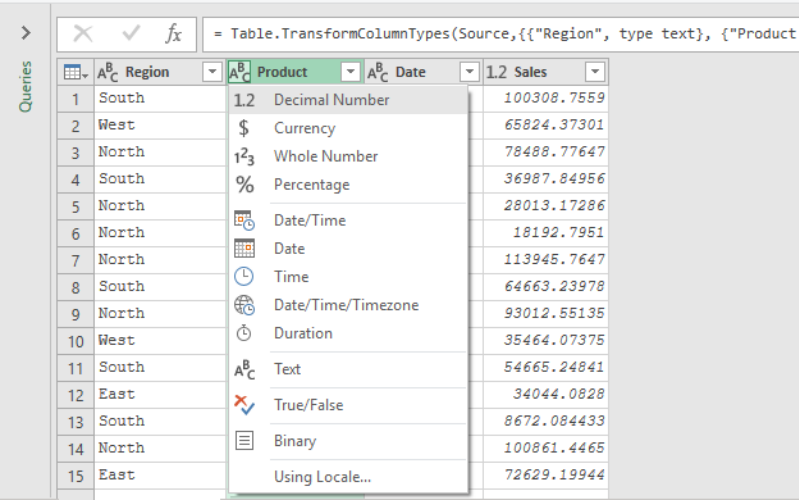 = Table.TransformColumnTypes(Source,{{"Region", type text}, {"Product
Queries
Region Product Date 1.2 Sales
1 South 100308.7559
2 West 65824.37301
3 North 78488.77647
4 South 36987.84956
5 North 28013.17286
6 North 18192.7951
7 North 113945.7647
8 South 64663.23978
9 North 93012.55135
10 West 35464.07375
11 South 54665.24841
12 East 34044.0828
13 South 8672.084433
14 North 100861.4465
15 East 72629.19944
1.2 Decimal Number
$ Currency
123 Whole Number
% Percentage
Date/Time
Date
Time
Date/Time/Timezone
Duration
ABC Text
True/False
Binary
Using Locale...